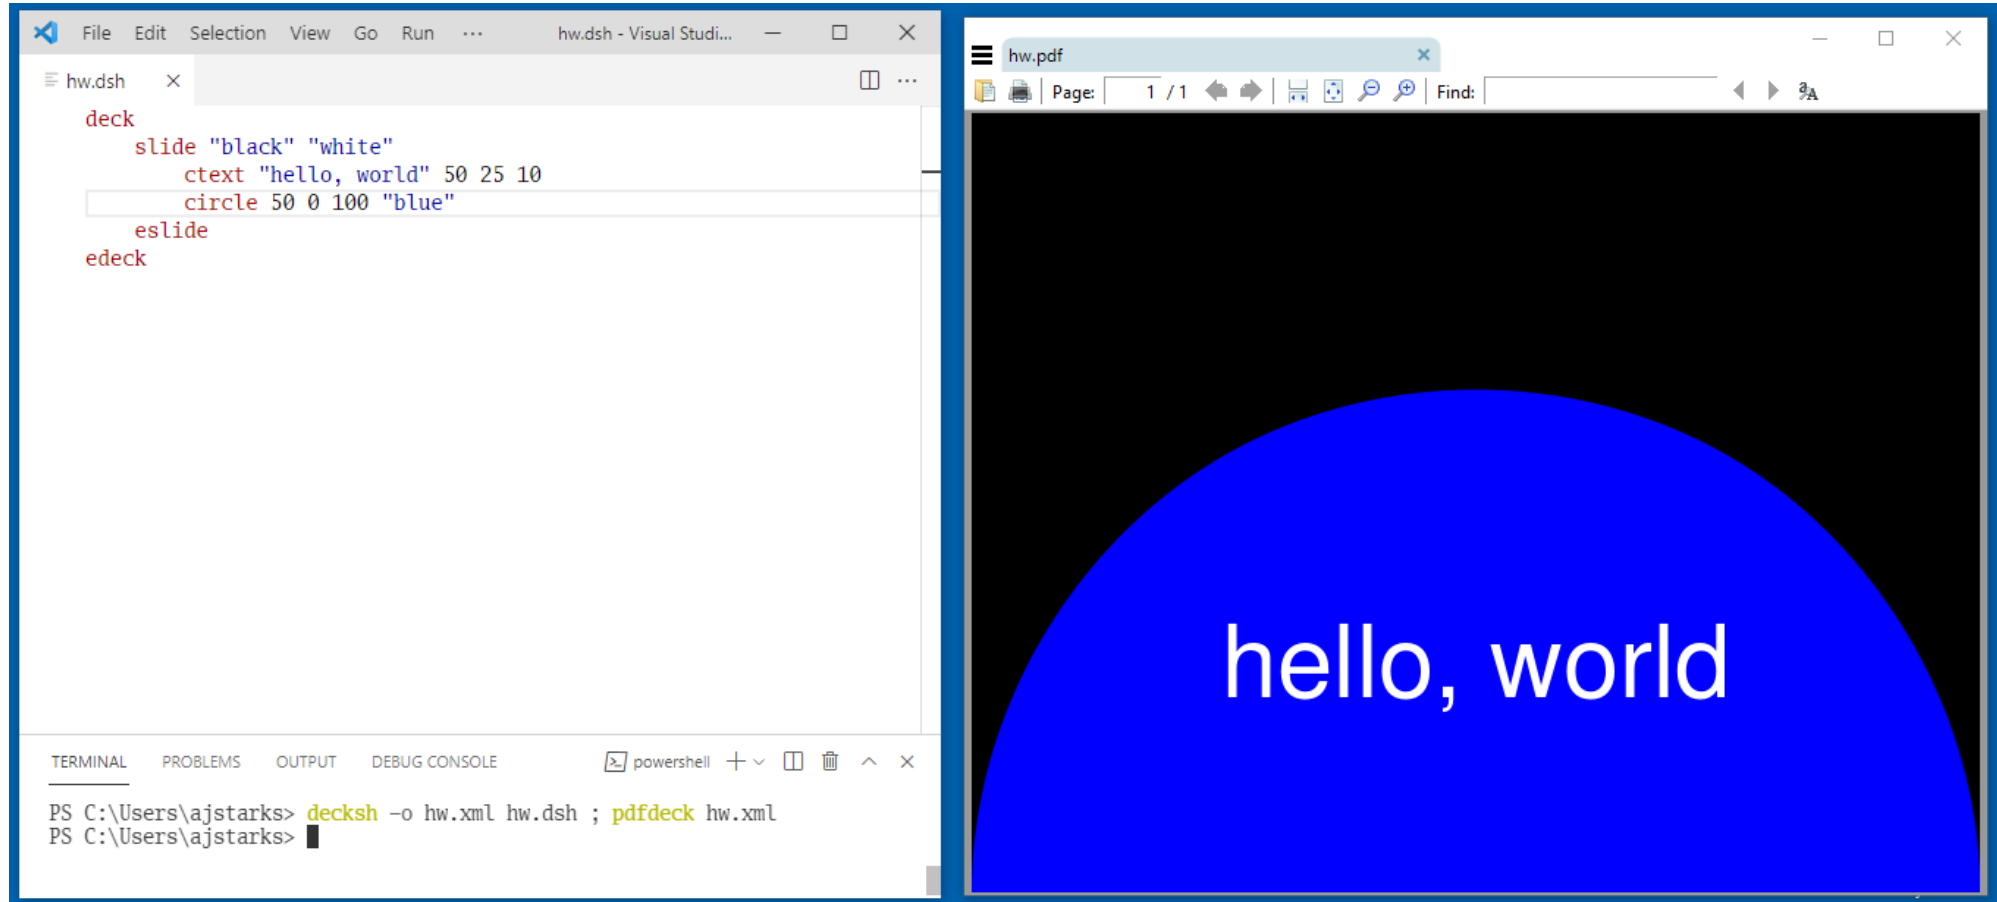 File Edit Selection View Go Run ··· hw.dsh - Visual Studi...
hw.dsh
deck
slide "black" "white"
ctext "hello, world" 50 25 10
circle 50 0 100 "blue"
eslide
edeck
TERMINAL PROBLEMS OUTPUT DEBUG CONSOLE powershell
PS C:\Users\ajstarks> decksh -o hw.xml hw.dsh ; pdfdeck hw.xml
PS C:\Users\ajstarks>
hw.pdf
Page: 1 / 1 Find:
hello, world